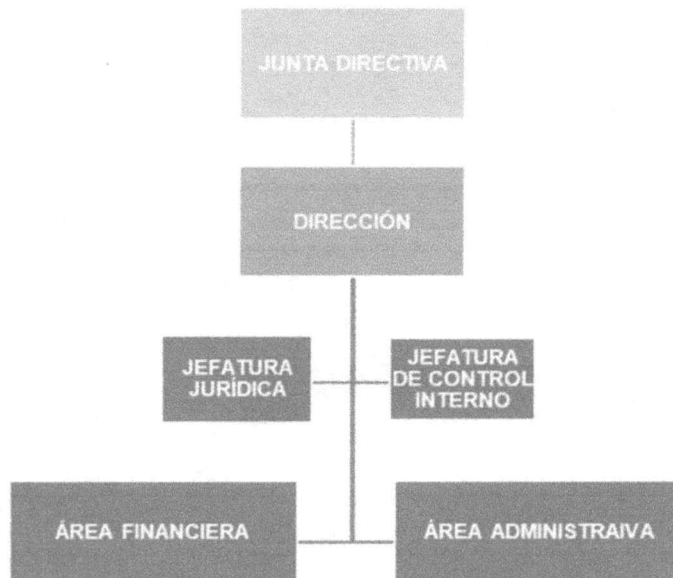 JUNTA DIRECTIVA
DIRECCIÓN
JEFATURA
JURÍDICA
JEFATURA
DE CONTROL
INTERNO
ÁREA FINANCIERA
ÁREA ADMINISTRAIVA